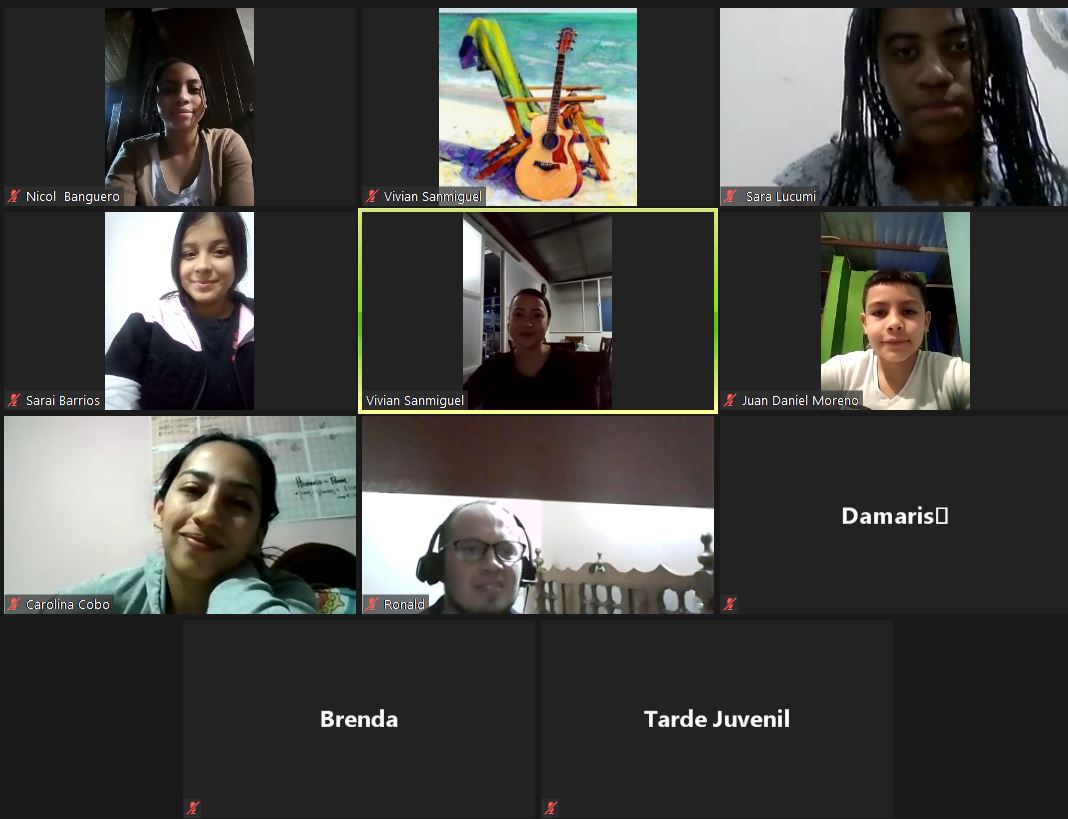 Nicol  Banguero
Vivian Sanmiguel
Sara Lucumi
Sarai Barrios
Vivian Sanmiguel
Juan Daniel Moreno
Carolina Cobo
Ronald
Damaris
Brenda
Tarde Juvenil